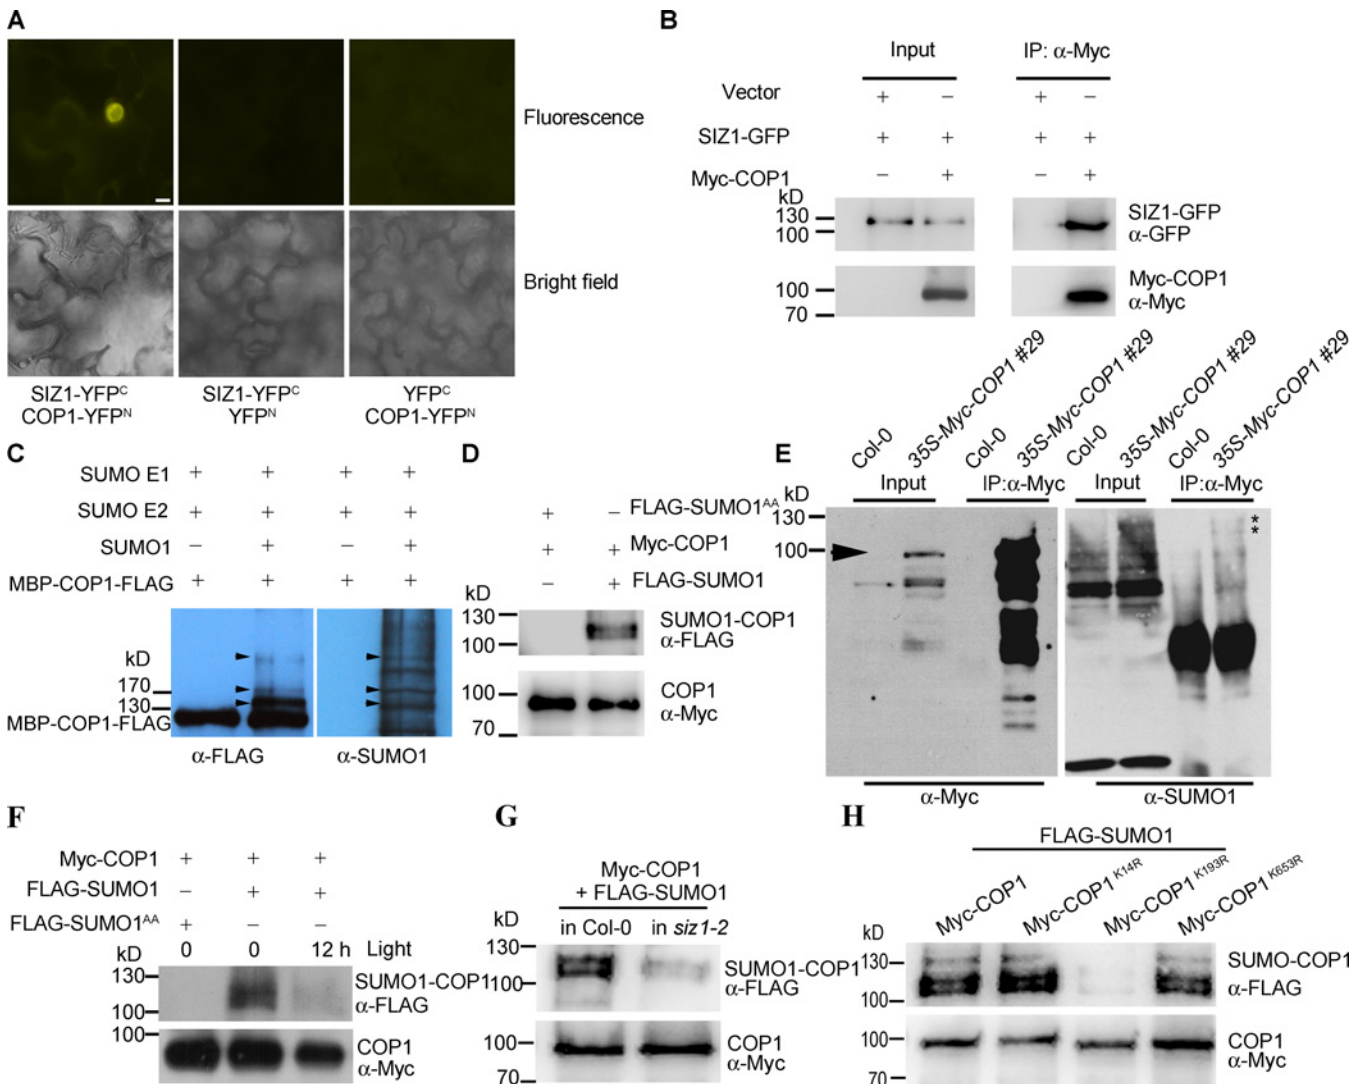 A
Fluorescence
Bright field
SIZ1-YFPᶜ SIZ1-YFPᶜ YFPᶜ
COP1-YFPᴺ YFPᴺ COP1-YFPᴺ
B
Input IP: α-Myc
Vector + − + −
SIZ1-GFP + + + +
Myc-COP1 − + − +
kD
130 SIZ1-GFP
100 α-GFP
100 Myc-COP1
70 α-Myc
C
SUMO E1 + + + +
SUMO E2 + + + +
SUMO1 − + − +
MBP-COP1-FLAG + + + +
kD
170
130
MBP-COP1-FLAG
α-FLAG α-SUMO1
D
+ − FLAG-SUMO1ᴬᴬ
+ + Myc-COP1
− + FLAG-SUMO1
kD
130 SUMO1-COP1
100 α-FLAG
100 COP1
70 α-Myc
E
Col-0 35S-Myc-COP1 #29 Col-0 35S-Myc-COP1 #29 Col-0 35S-Myc-COP1 #29 Col-0 35S-Myc-COP1 #29
Input IP:α-Myc Input IP:α-Myc
kD
130 *
100 *
α-Myc α-SUMO1
F
Myc-COP1 + + +
FLAG-SUMO1 − + +
FLAG-SUMO1ᴬᴬ + − −
kD 0 0 12 h Light
130 SUMO1-COP1
100 α-FLAG
100 COP1
α-Myc
G
Myc-COP1
+ FLAG-SUMO1
kD in Col-0 in siz1-2
130 SUMO1-COP1
100 α-FLAG
100 COP1
70 α-Myc
H
FLAG-SUMO1
Myc-COP1 Myc-COP1 ᴷ¹⁴ᴿ Myc-COP1 ᴷ¹⁹³ᴿ Myc-COP1 ᴷ⁶⁵³ᴿ
kD
130 SUMO-COP1
100 α-FLAG
100 COP1
70 α-Myc